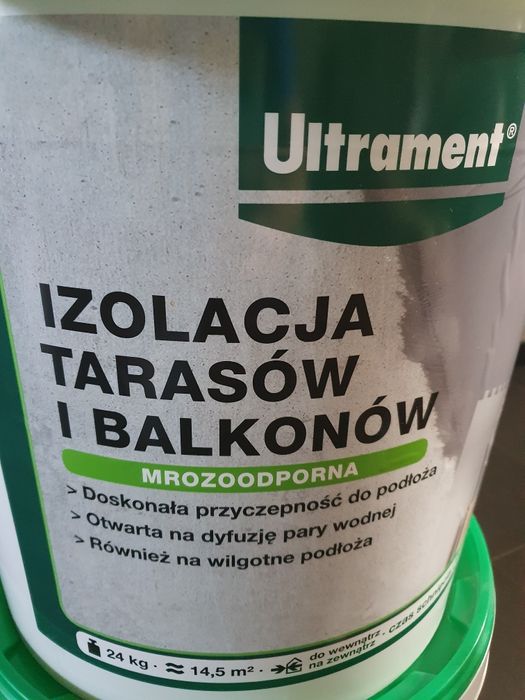 Ultrament®
IZOLACJA
TARASÓW
I BALKONÓW
MROZOODPORNA
> Doskonała przyczepność do podłoża
> Otwarta na dyfuzję pary wodnej
> Również na wilgotne podłoża
24 kg · ≈ 14,5 m² · do wewnątrz · czas
na zewnątrz